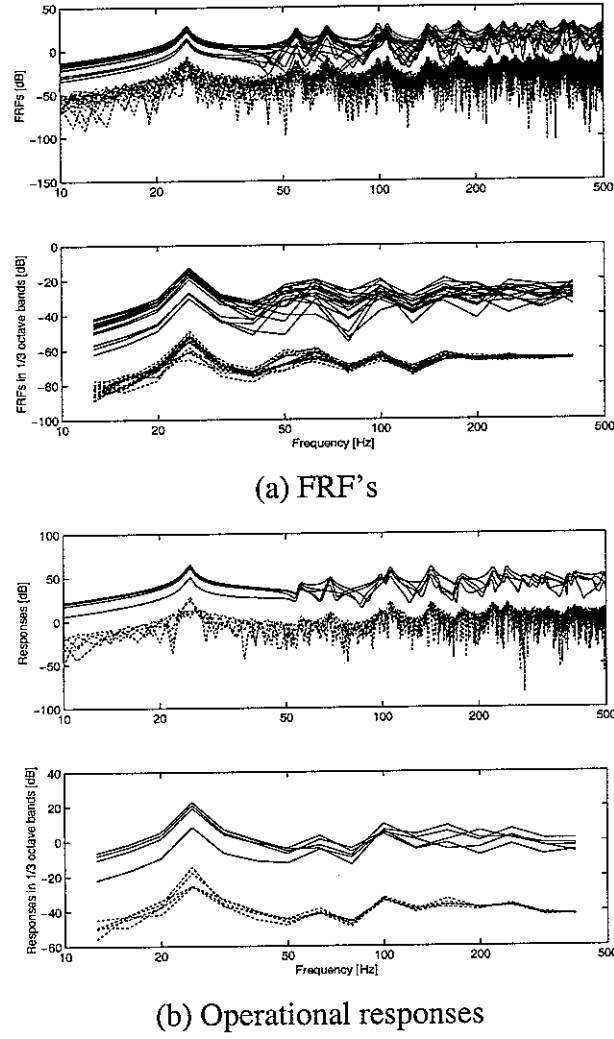 50
0
−50
−100
−150
FRFs [dB]
10 20 50 100 200 500
0
−20
−40
−60
−80
−100
FRFs in 1/3 octave bands [dB]
10 20 50 100 200 500
Frequency [Hz]
(a) FRF's
100
50
0
−50
−100
Responses [dB]
10 20 50 100 200 500
40
20
0
−20
−40
−60
Responses in 1/3 octave bands [dB]
10 20 50 100 200 500
Frequency [Hz]
(b) Operational responses